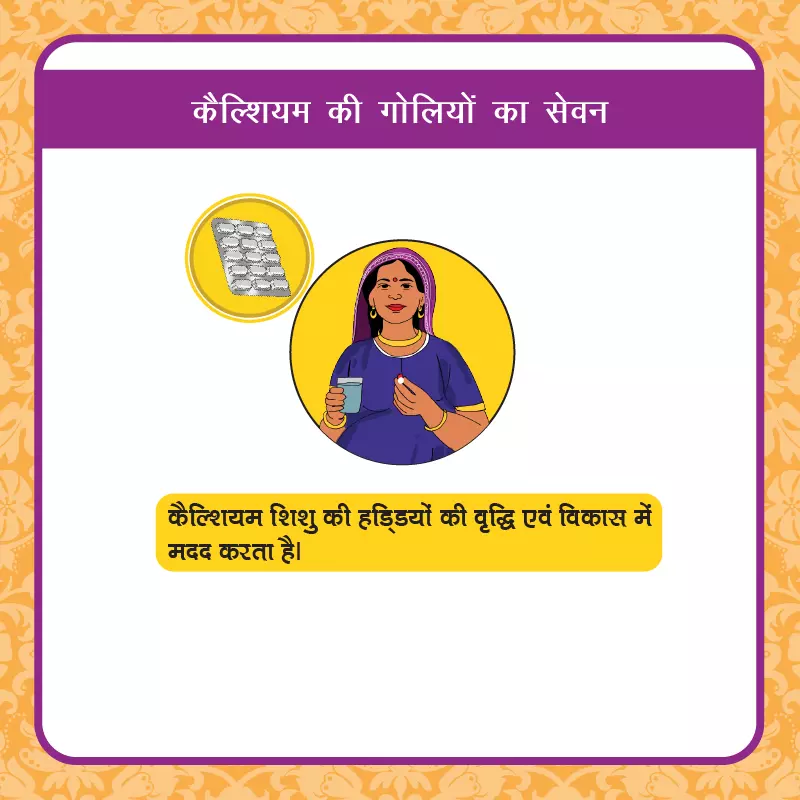 कैल्शियम की गोलियों का सेवन
कैल्शियम शिशु की हड्डियों की वृद्धि एवं विकास में
मदद करता है।